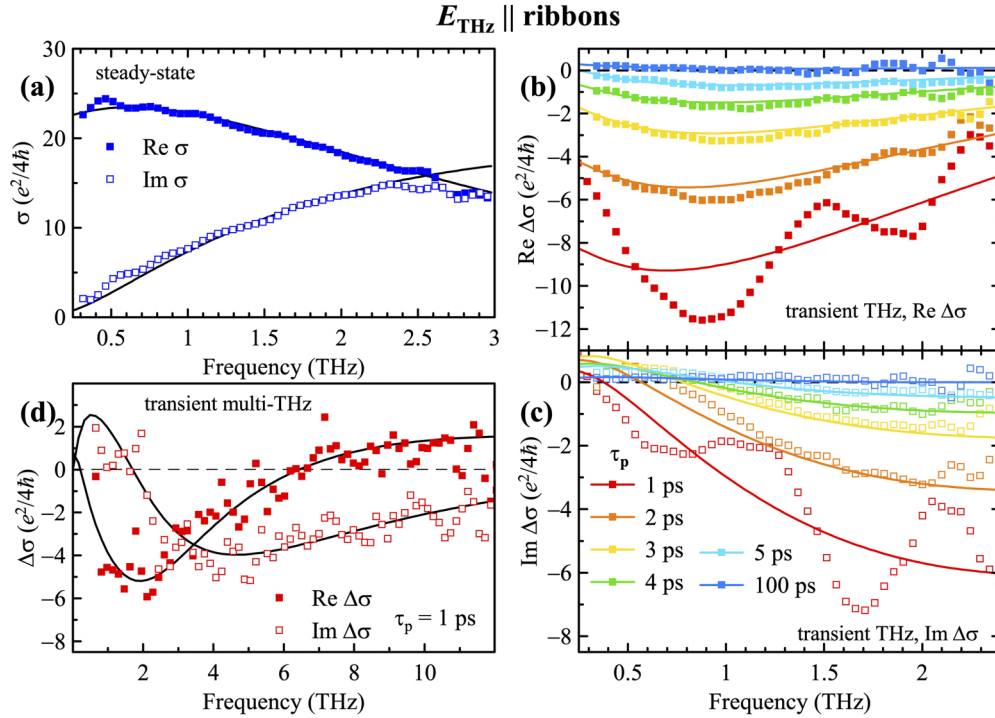 E_THz || ribbons
(a)
steady-state
Re σ
Im σ
σ (e²/4ħ)
30
20
10
0
0.5
1
1.5
2
2.5
3
Frequency (THz)
(b)
Re Δσ (e²/4ħ)
0
−2
−4
−6
−8
−10
−12
transient THz, Re Δσ
(d)
transient multi-THz
Δσ (e²/4ħ)
2
0
−2
−4
−6
−8
Re Δσ
Im Δσ
τp = 1 ps
2
4
6
8
10
Frequency (THz)
(c)
Im Δσ (e²/4ħ)
0
−2
−4
−6
−8
τp
1 ps
2 ps
3 ps
4 ps
5 ps
100 ps
transient THz, Im Δσ
0.5
1
1.5
2
Frequency (THz)